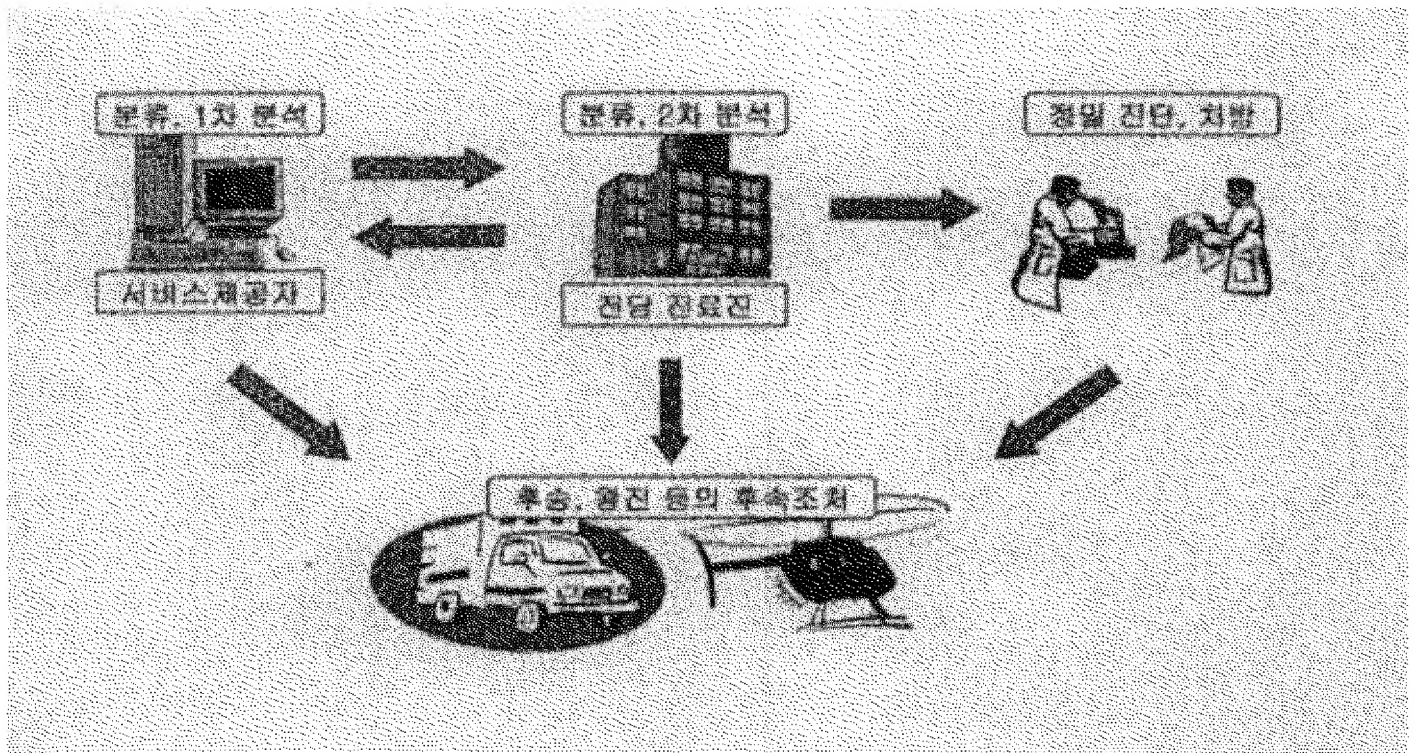 분류, 1차 분석
분류, 2차 분석
정밀 진단, 처방
서비스제공자
전담 진료진
후송, 왕진 등의 후속조처